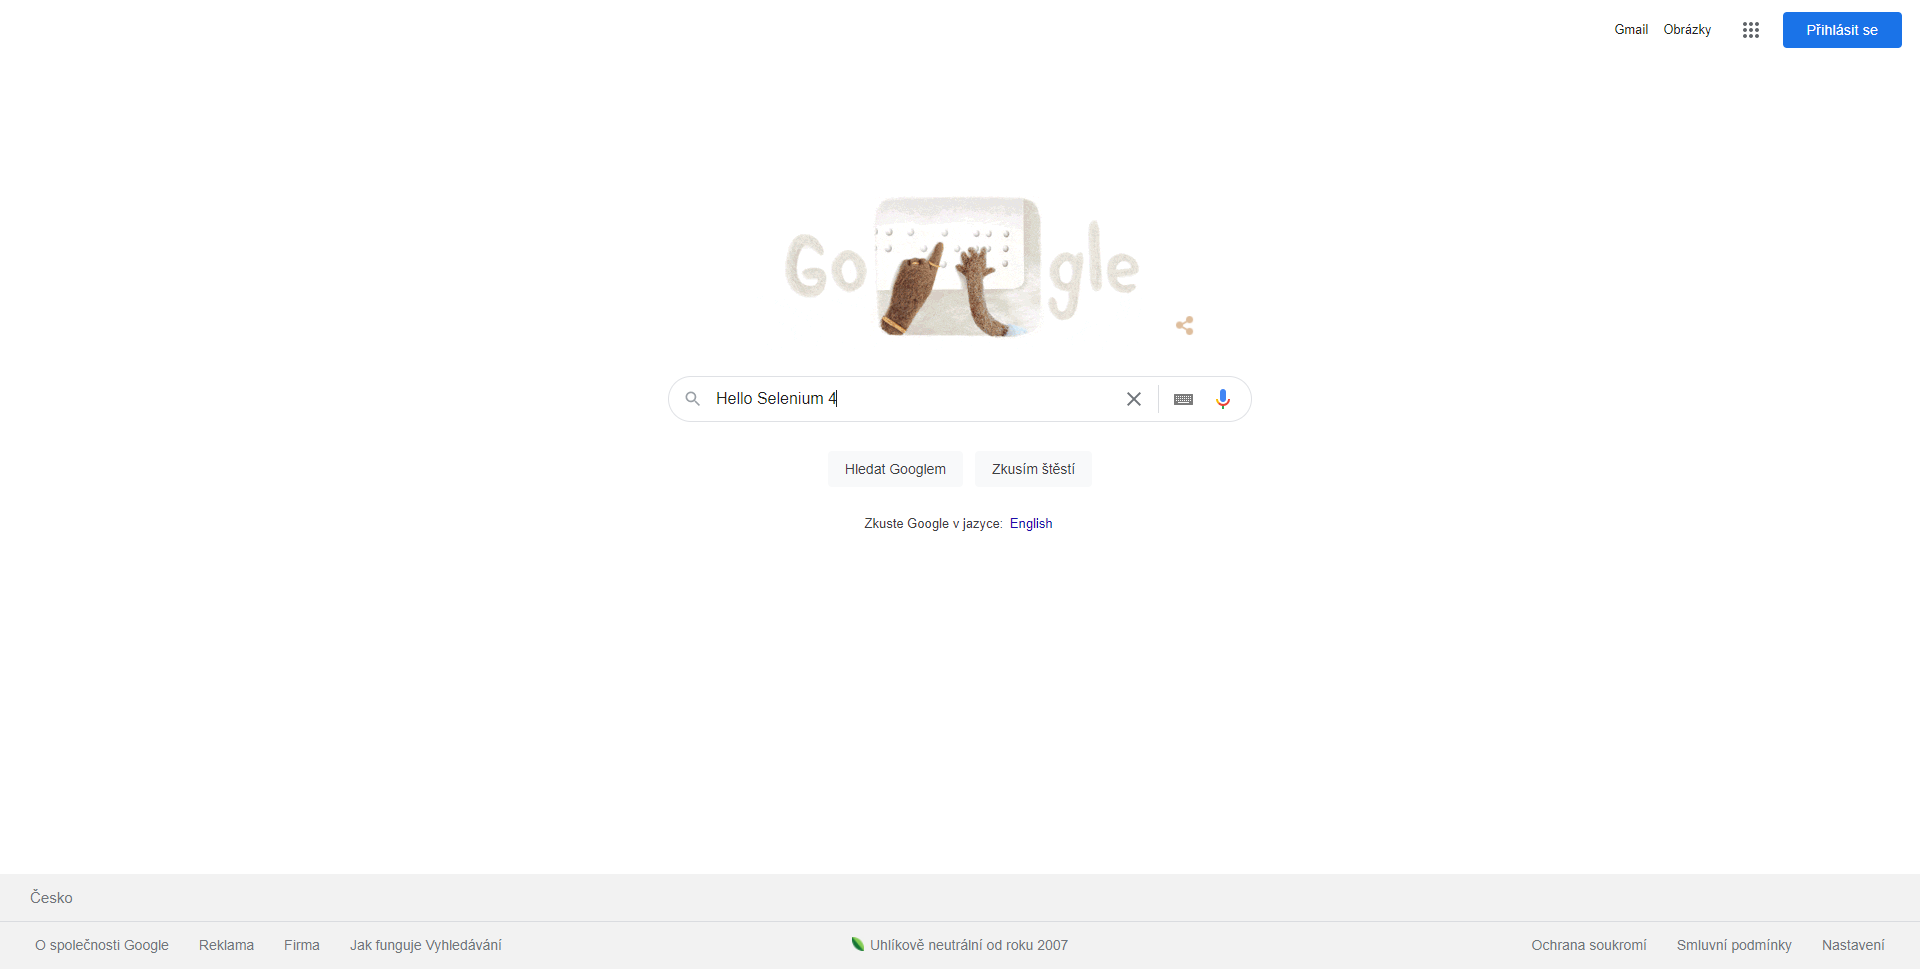 Gmail Obrázky Přihlásit se
Google
Hello Selenium 4
Hledat Googlem Zkusím štěstí
Zkuste Google v jazyce: English
Česko
O společnosti Google Reklama Firma Jak funguje Vyhledávání Uhlíkově neutrální od roku 2007 Ochrana soukromí Smluvní podmínky Nastavení